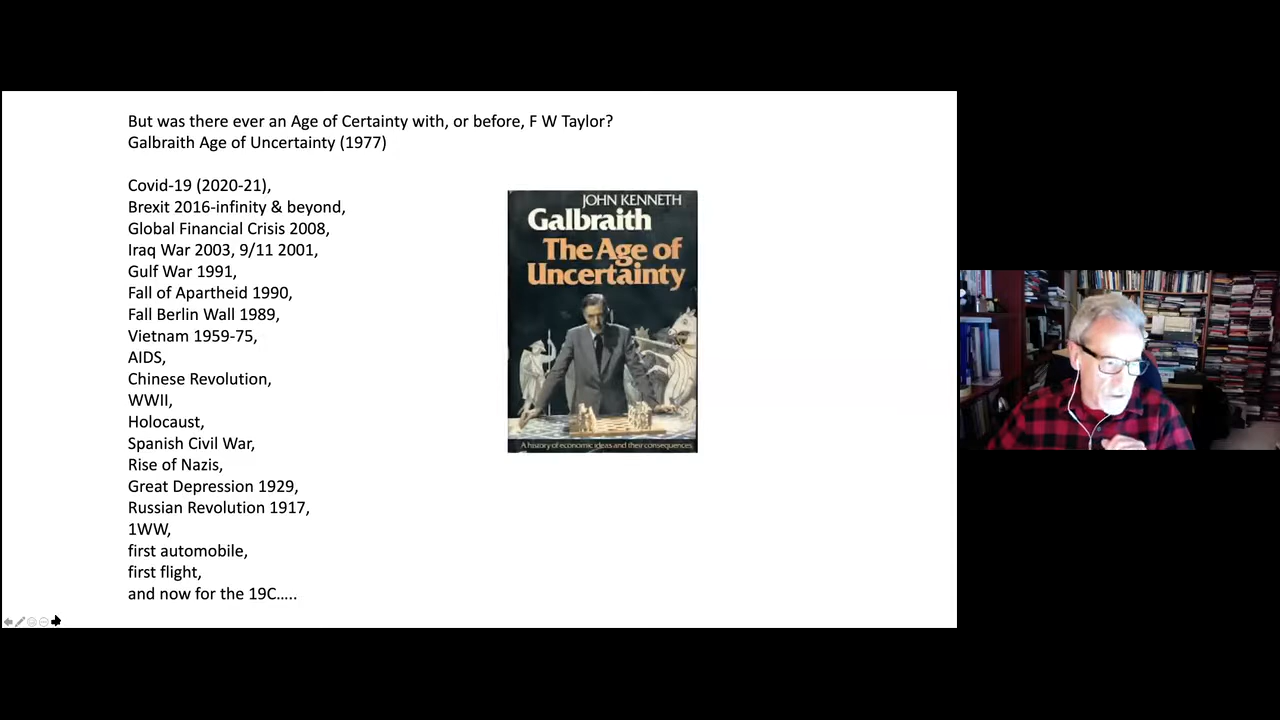 But was there ever an Age of Certainty with, or before, F W Taylor?
Galbraith Age of Uncertainty (1977)
Covid-19 (2020-21),
Brexit 2016-infinity & beyond,
Global Financial Crisis 2008,
Iraq War 2003, 9/11 2001,
Gulf War 1991,
Fall of Apartheid 1990,
Fall Berlin Wall 1989,
Vietnam 1959-75,
AIDS,
Chinese Revolution,
WWII,
Holocaust,
Spanish Civil War,
Rise of Nazis,
Great Depression 1929,
Russian Revolution 1917,
1WW,
first automobile,
first flight,
and now for the 19C…..
JOHN KENNETH
Galbraith
The Age of
Uncertainty
A history of economic ideas and their consequences